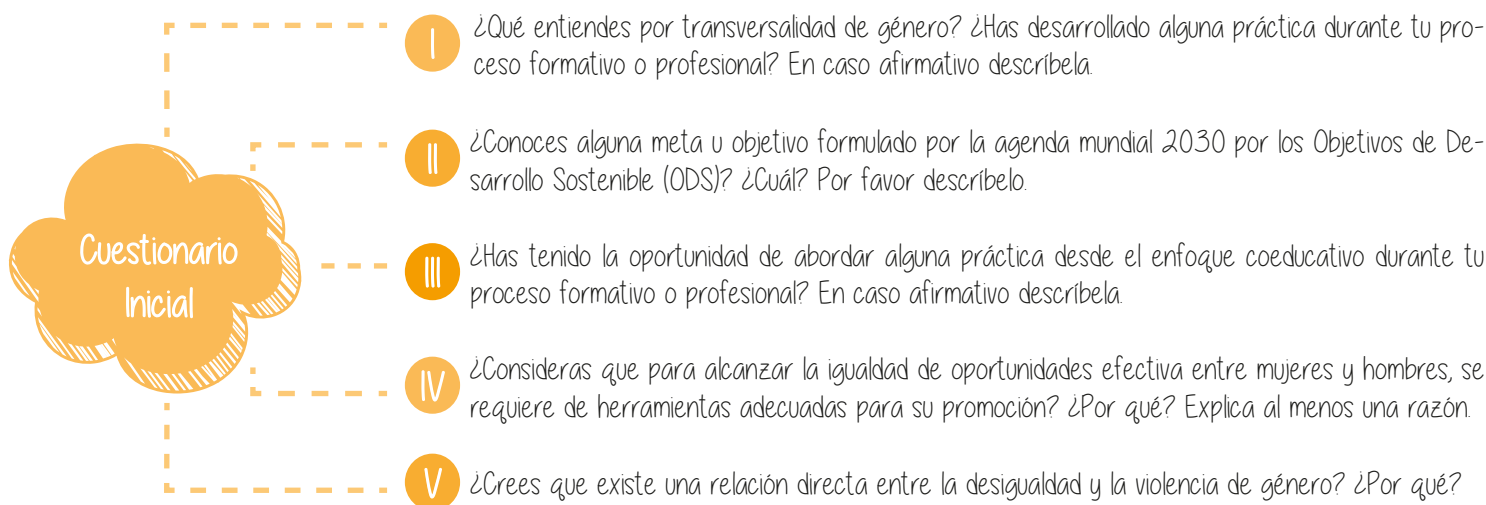 I
¿Qué entiendes por transversalidad de género? ¿Has desarrollado alguna práctica durante tu pro-
ceso formativo o profesional? En caso afirmativo descríbela.
II
¿Conoces alguna meta u objetivo formulado por la agenda mundial 2030 por los Objetivos de De-
sarrollo Sostenible (ODS)? ¿Cuál? Por favor descríbelo.
Cuestionario
Inicial
III
¿Has tenido la oportunidad de abordar alguna práctica desde el enfoque coeducativo durante tu
proceso formativo o profesional? En caso afirmativo descríbela.
IV
¿Consideras que para alcanzar la igualdad de oportunidades efectiva entre mujeres y hombres, se
requiere de herramientas adecuadas para su promoción? ¿Por qué? Explica al menos una razón.
V
¿Crees que existe una relación directa entre la desigualdad y la violencia de género? ¿Por qué?